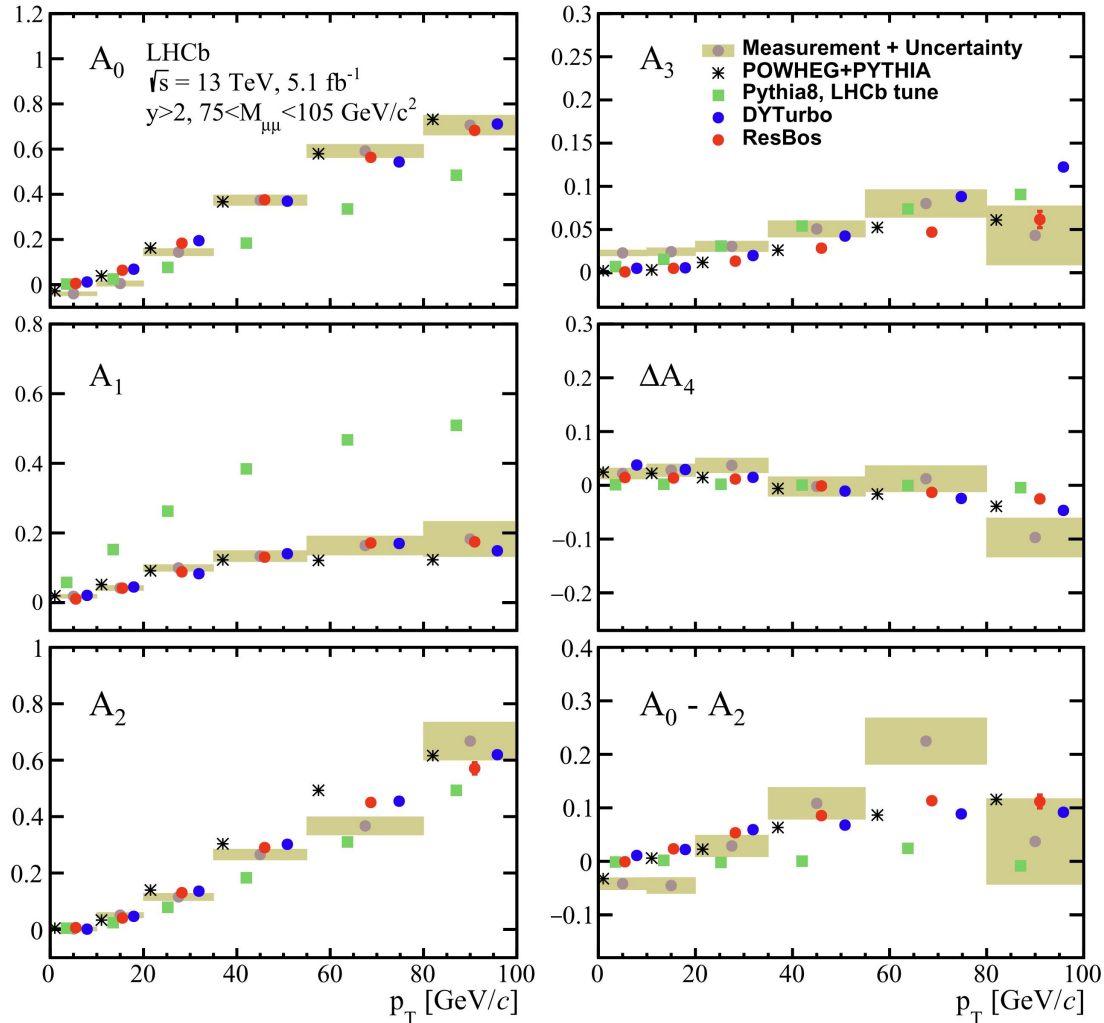 A₀
LHCb
√s = 13 TeV, 5.1 fb⁻¹
y>2, 75<M_μμ<105 GeV/c²
1.2
1
0.8
0.6
0.4
0.2
0
A₃
Measurement + Uncertainty
POWHEG+PYTHIA
Pythia8, LHCb tune
DYTurbo
ResBos
0.3
0.25
0.2
0.15
0.1
0.05
0
A₁
0.8
0.6
0.4
0.2
0
ΔA₄
0.3
0.2
0.1
0
−0.1
−0.2
A₂
1
0.8
0.6
0.4
0.2
0
0 20 40 60 80 100
p_T [GeV/c]
A₀ - A₂
0.4
0.3
0.2
0.1
0
−0.1
0 20 40 60 80 100
p_T [GeV/c]